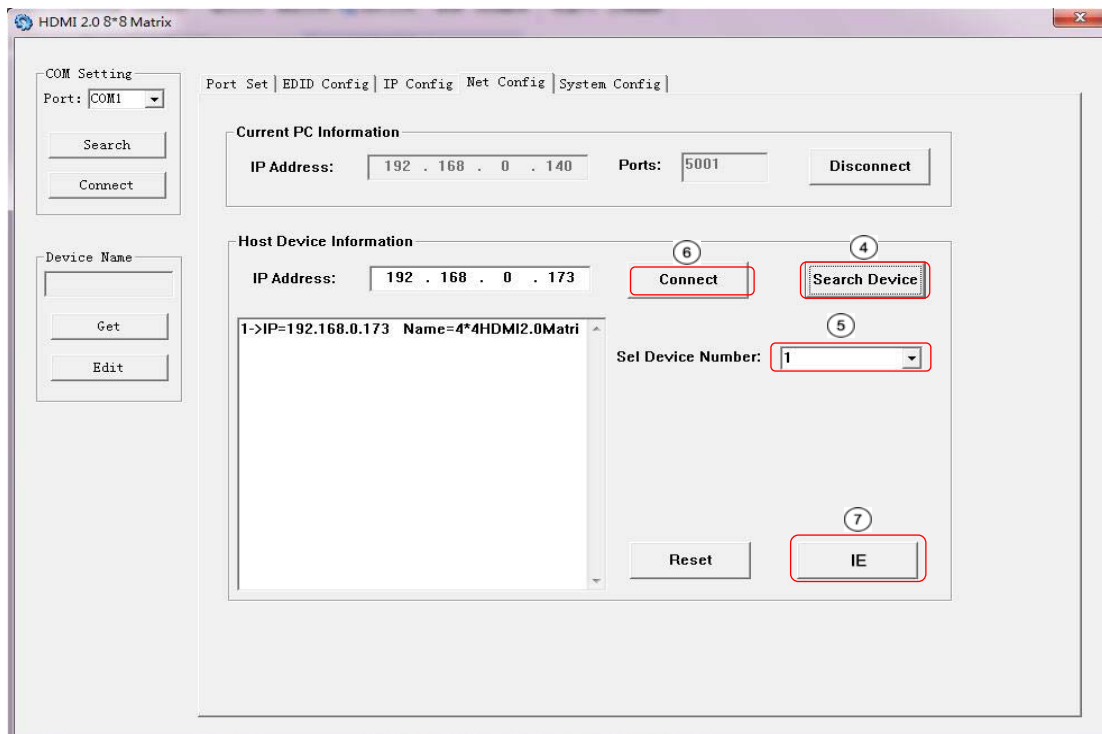 HDMI 2.0 8*8 Matrix
COM Setting
Port: COM1
Search
Connect
Device Name
Get
Edit
Port Set EDID Config IP Config Net Config System Config
Current PC Information
IP Address: 192 . 168 . 0 . 140 Ports: 5001 Disconnect
Host Device Information
6 4
IP Address: 192 . 168 . 0 . 173 Connect Search Device
1->IP=192.168.0.173 Name=4*4HDMI2.0Matri
5
Sel Device Number: 1
7
Reset IE